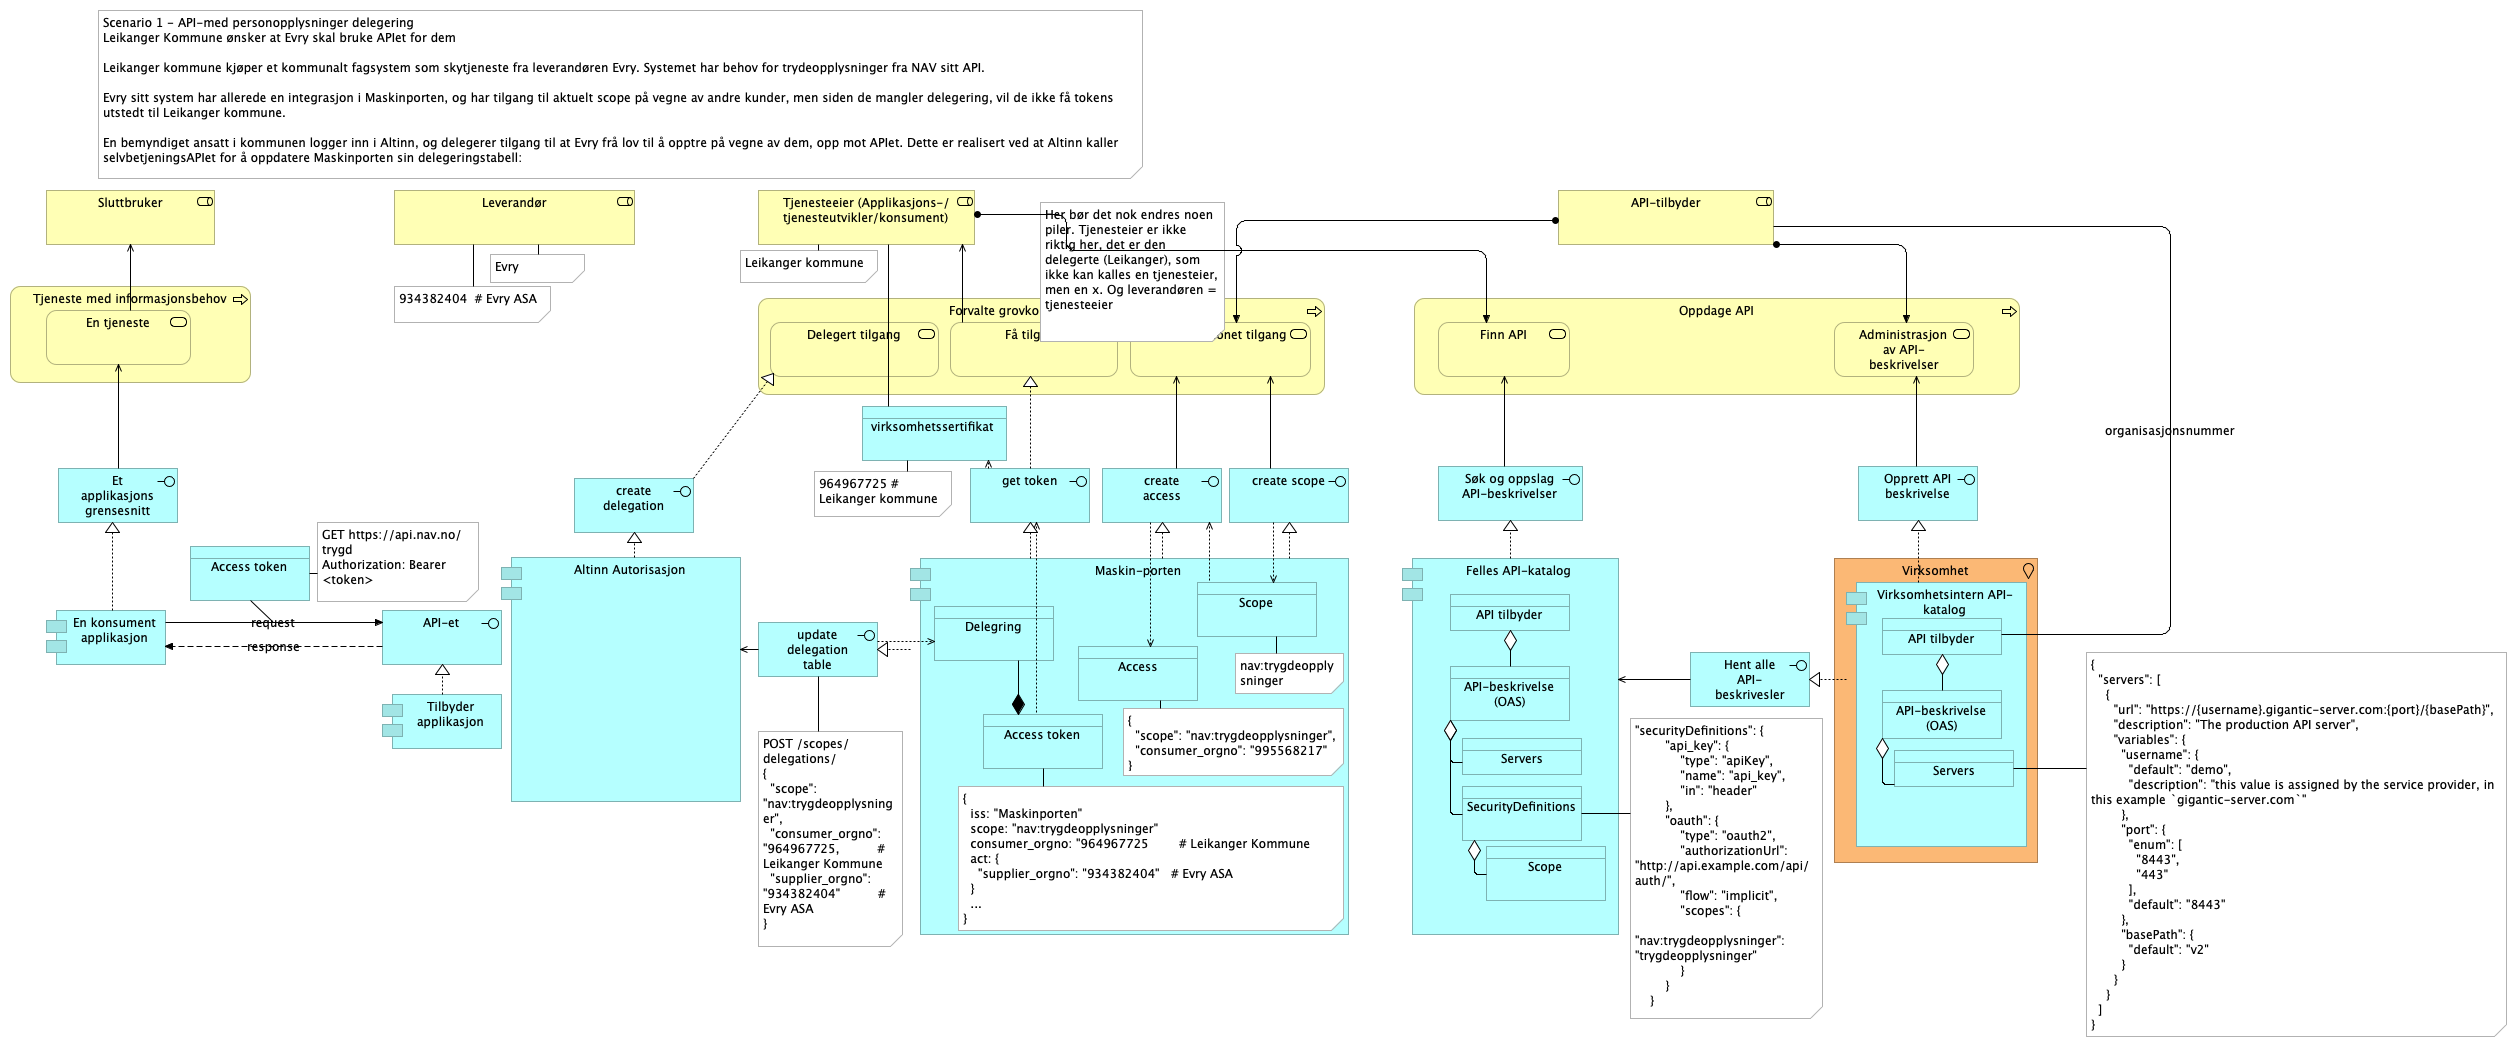 Scenario 1 - API-med personopplysninger delegering
Leikanger Kommune ønsker at Evry skal bruke APIet for dem
Leikanger kommune kjøper et kommunalt fagsystem som skytjeneste fra leverandøren Evry. Systemet har behov for trydeopplysninger fra NAV sitt API.
Evry sitt system har allerede en integrasjon i Maskinporten, og har tilgang til aktuelt scope på vegne av andre kunder, men siden de mangler delegering, vil de ikke få tokens
utstedt til Leikanger kommune.
En bemyndiget ansatt i kommunen logger inn i Altinn, og delegerer tilgang til at Evry frå lov til å opptre på vegne av dem, opp mot APIet. Dette er realisert ved at Altinn kaller
selvbetjeningsAPIet for å oppdatere Maskinporten sin delegeringstabell:
Sluttbruker
Leverandør
Tjenesteeier (Applikasjons-/
tjenesteutvikler/konsument)
API-tilbyder
Evry
934382404  # Evry ASA
Leikanger kommune
Her bør det nok endres noen
piler. Tjenesteier er ikke
riktig her, det er den
delegerte (Leikanger), som
ikke kan kalles en tjenesteier,
men en x. Og leverandøren =
tjenesteeier
Tjeneste med informasjonsbehov
En tjeneste
Forvalte grovko
Delegert tilgang
Få tilg
onet tilgang
Oppdage API
Finn API
Administrasjon
av API-
beskrivelser
virksomhetssertifikat
964967725 #
Leikanger kommune
organisasjonsnummer
Et
applikasjons
grensesnitt
create
delegation
get token
create
access
create scope
Søk og oppslag
API-beskrivelser
Opprett API
beskrivelse
Access token
GET https://api.nav.no/
trygd
Authorization: Bearer
<token>
En konsument
applikasjon
request
response
API-et
Tilbyder
applikasjon
Altinn Autorisasjon
update
delegation
table
POST /scopes/
delegations/
{
"scope":
"nav:trygdeopplysning
er",
"consumer_orgno":
"964967725,          #
Leikanger Kommune
"supplier_orgno":
"934382404"          #
Evry ASA
}
Maskin-porten
Delegring
Scope
nav:trygdeopply
sninger
Access
{
"scope": "nav:trygdeopplysninger",
"consumer_orgno": "995568217"
}
Access token
{
iss: "Maskinporten"
scope: "nav:trygdeopplysninger"
consumer_orgno: "964967725        # Leikanger Kommune
act: {
"supplier_orgno": "934382404"   # Evry ASA
}
...
}
Felles API-katalog
API tilbyder
API-beskrivelse
(OAS)
Servers
SecurityDefinitions
Scope
Hent alle
API-
beskrivesler
"securityDefinitions": {
"api_key": {
"type": "apiKey",
"name": "api_key",
"in": "header"
},
"oauth": {
"type": "oauth2",
"authorizationUrl":
"http://api.example.com/api/
auth/",
"flow": "implicit",
"scopes": {
"nav:trygdeopplysninger":
"trygdeopplysninger"
}
}
}
Virksomhet
Virksomhetsintern API-
katalog
API tilbyder
API-beskrivelse
(OAS)
Servers
{
"servers": [
{
"url": "https://{username}.gigantic-server.com:{port}/{basePath}",
"description": "The production API server",
"variables": {
"username": {
"default": "demo",
"description": "this value is assigned by the service provider, in
this example `gigantic-server.com`"
},
"port": {
"enum": [
"8443",
"443"
],
"default": "8443"
},
"basePath": {
"default": "v2"
}
}
}
]
}